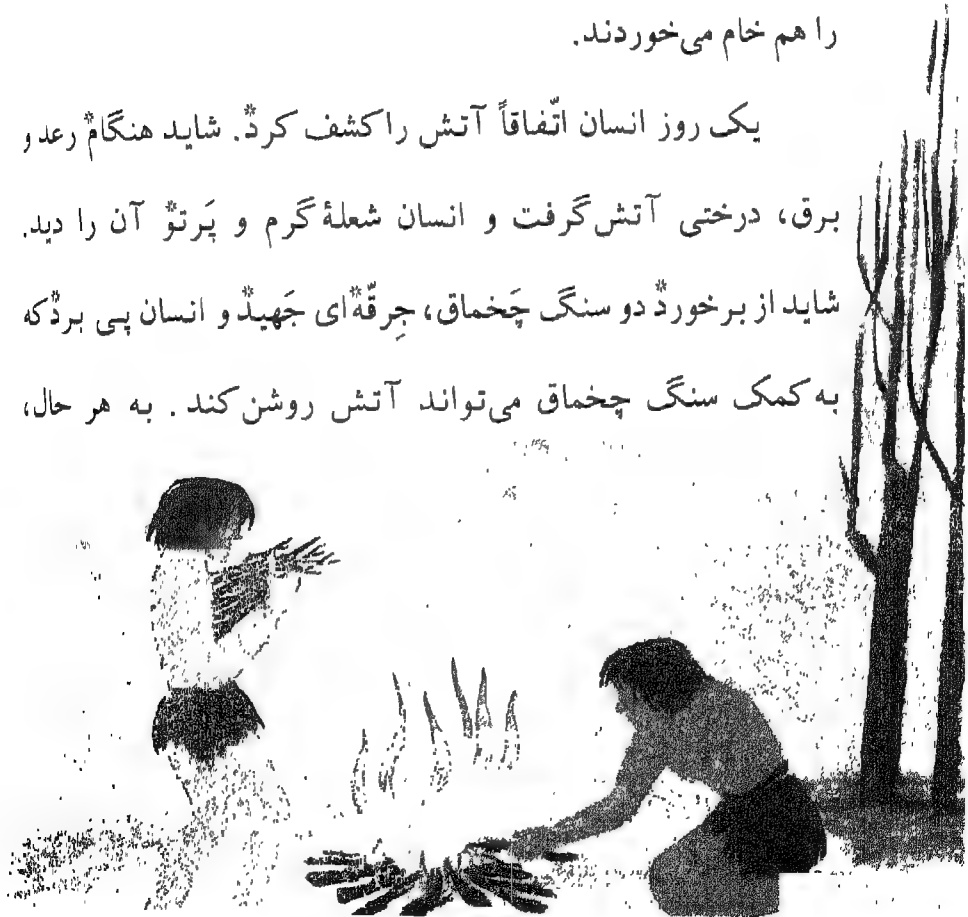 را هم خام می‌خوردند.
یک روز انسان اتّفاقاً آتش را کشف کرد*. شاید هنگام* رعد و
برق، درختی آتش گرفت و انسان شعلهٔ گرم و پَرتو* آن را دید.
شاید از برخورد* دو سنگ چَخماق، جِرقّه*‌ای جَهید* و انسان پی برد* که
به کمک سنگ چخماق می‌تواند آتش روشن کند. به هر حال،